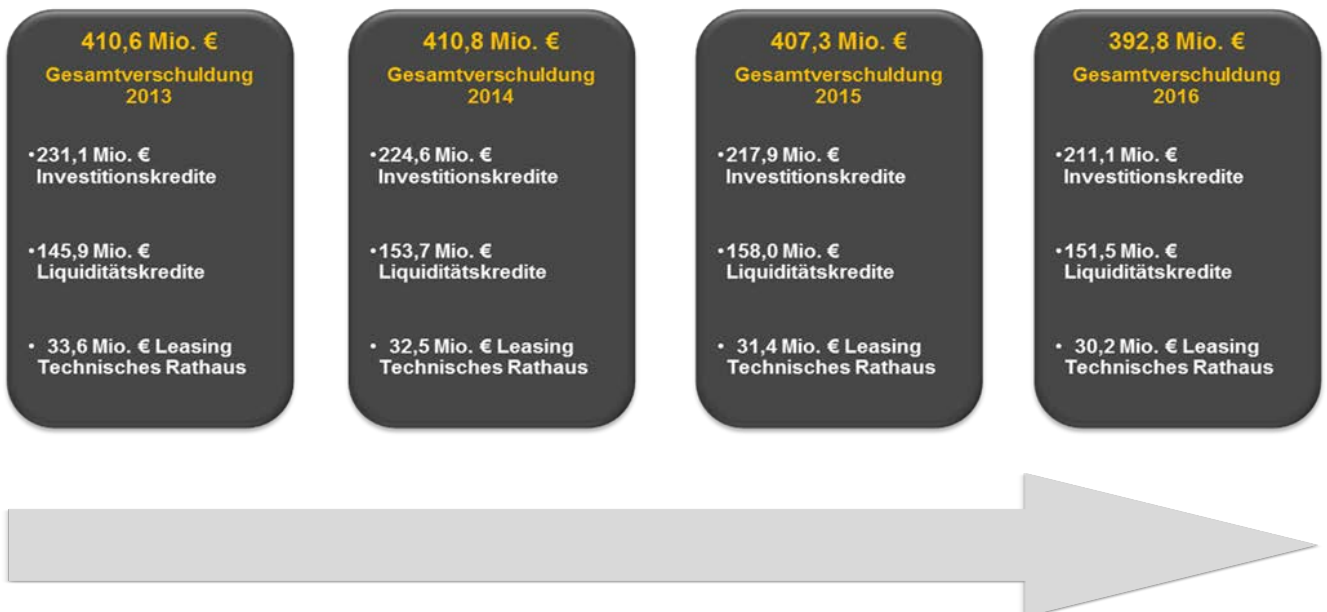 410,6 Mio. €
Gesamtverschuldung
2013
•231,1 Mio. €
Investitionskredite
•145,9 Mio. €
Liquiditätskredite
• 33,6 Mio. € Leasing
Technisches Rathaus
410,8 Mio. €
Gesamtverschuldung
2014
•224,6 Mio. €
Investitionskredite
•153,7 Mio. €
Liquiditätskredite
• 32,5 Mio. € Leasing
Technisches Rathaus
407,3 Mio. €
Gesamtverschuldung
2015
•217,9 Mio. €
Investitionskredite
•158,0 Mio. €
Liquiditätskredite
• 31,4 Mio. € Leasing
Technisches Rathaus
392,8 Mio. €
Gesamtverschuldung
2016
•211,1 Mio. €
Investitionskredite
•151,5 Mio. €
Liquiditätskredite
• 30,2 Mio. € Leasing
Technisches Rathaus